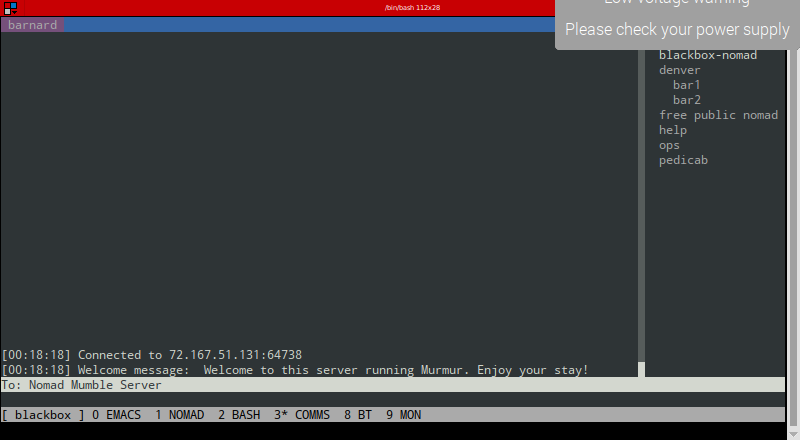 /bin/bash 112x28
Low voltage warning
Please check your power supply
barnard
blackbox-nomad
denver
bar1
bar2
free public nomad
help
ops
pedicab
[00:18:18] Connected to 72.167.51.131:64738
[00:18:18] Welcome message:  Welcome to this server running Murmur. Enjoy your stay!
To: Nomad Mumble Server
[ blackbox ] 0 EMACS  1 NOMAD  2 BASH  3* COMMS  8 BT  9 MON